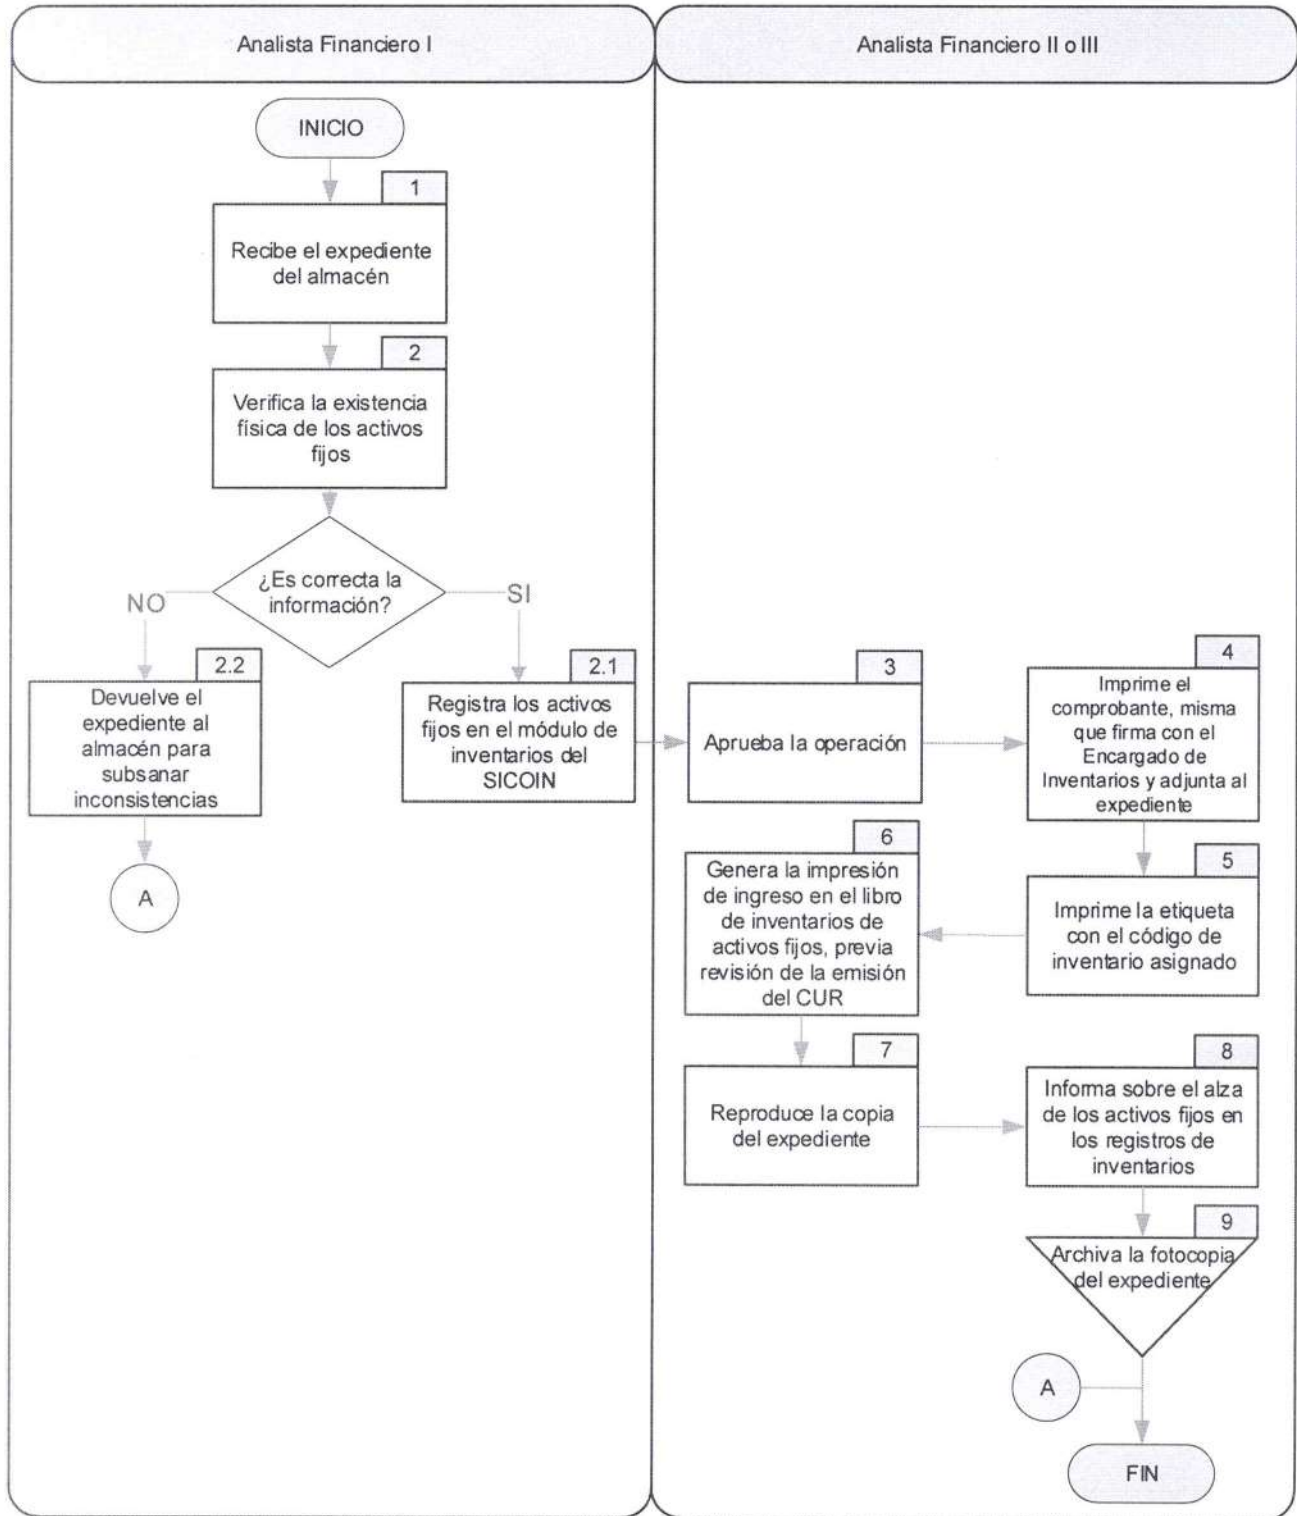 Analista Financiero I
Analista Financiero II o III
INICIO
1
Recibe el expediente
del almacén
2
Verifica la existencia
física de los activos
fijos
¿Es correcta la
información?
NO
SI
2.2
Devuelve el
expediente al
almacén para
subsanar
inconsistencias
A
2.1
Registra los activos
fijos en el módulo de
inventarios del
SICOIN
3
Aprueba la operación
4
Imprime el
comprobante, misma
que firma con el
Encargado de
Inventarios y adjunta al
expediente
5
Imprime la etiqueta
con el código de
inventario asignado
6
Genera la impresión
de ingreso en el libro
de inventarios de
activos fijos, previa
revisión de la emisión
del CUR
7
Reproduce la copia
del expediente
8
Informa sobre el alza
de los activos fijos en
los registros de
inventarios
9
Archiva la fotocopia
del expediente
A
FIN